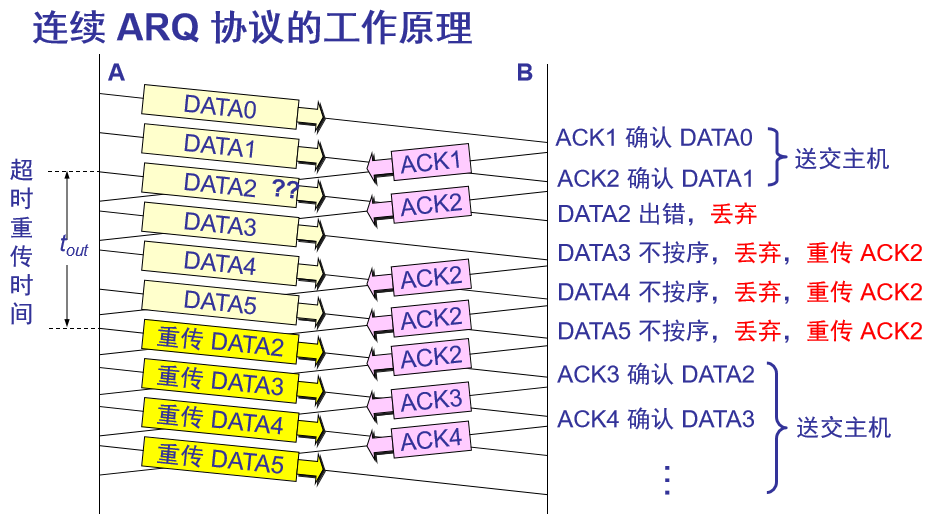 连续 ARQ 协议的工作原理
A
B
DATA0
DATA1
DATA2 ??
DATA3
DATA4
DATA5
重传 DATA2
重传 DATA3
重传 DATA4
重传 DATA5
ACK1
ACK2
ACK2
ACK2
ACK2
ACK3
ACK4
超时重传时间
tout
ACK1 确认 DATA0
ACK2 确认 DATA1
送交主机
DATA2 出错，丢弃
DATA3 不按序，丢弃，重传 ACK2
DATA4 不按序，丢弃，重传 ACK2
DATA5 不按序，丢弃，重传 ACK2
ACK3 确认 DATA2
ACK4 确认 DATA3
送交主机
⋮